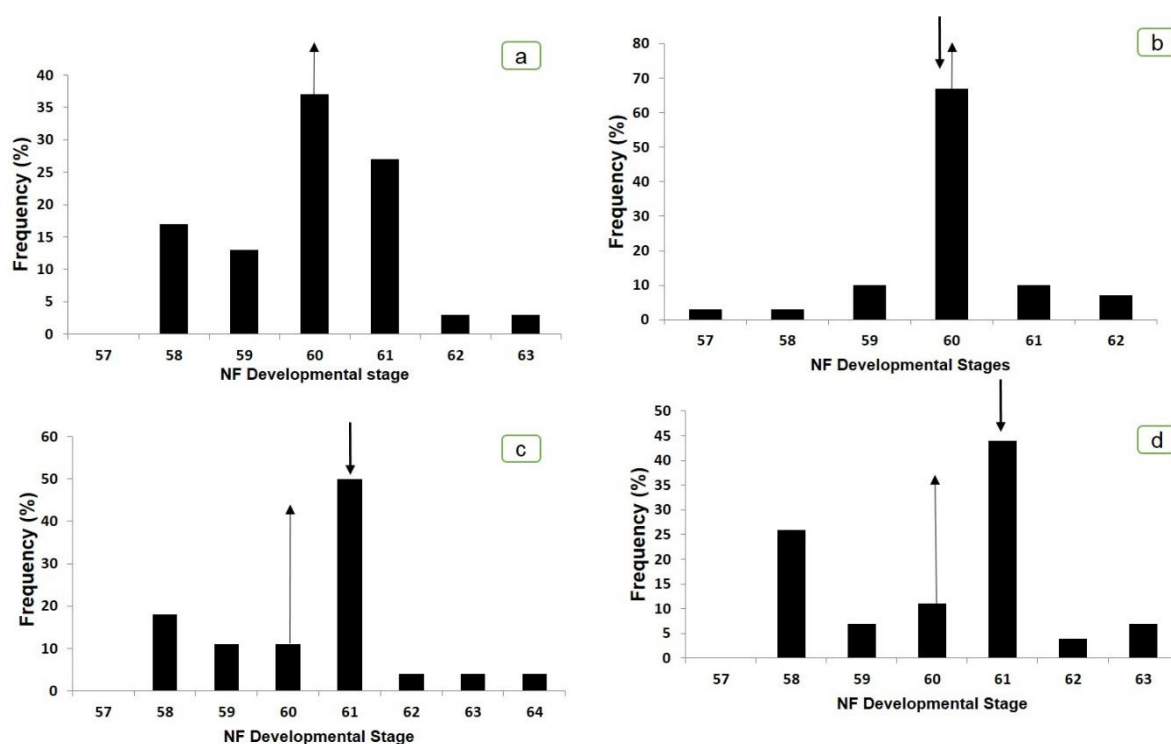 a
Frequency (%)
40
35
30
25
20
15
10
5
0
57 58 59 60 61 62 63
NF Developmental stage
b
Frequency (%)
80
70
60
50
40
30
20
10
0
57 58 59 60 61 62
NF Developmental Stages
c
Frequency (%)
60
50
40
30
20
10
0
57 58 59 60 61 62 63 64
NF Developmental Stage
d
Frequency (%)
50
45
40
35
30
25
20
15
10
5
0
57 58 59 60 61 62 63
NF Developmental Stage